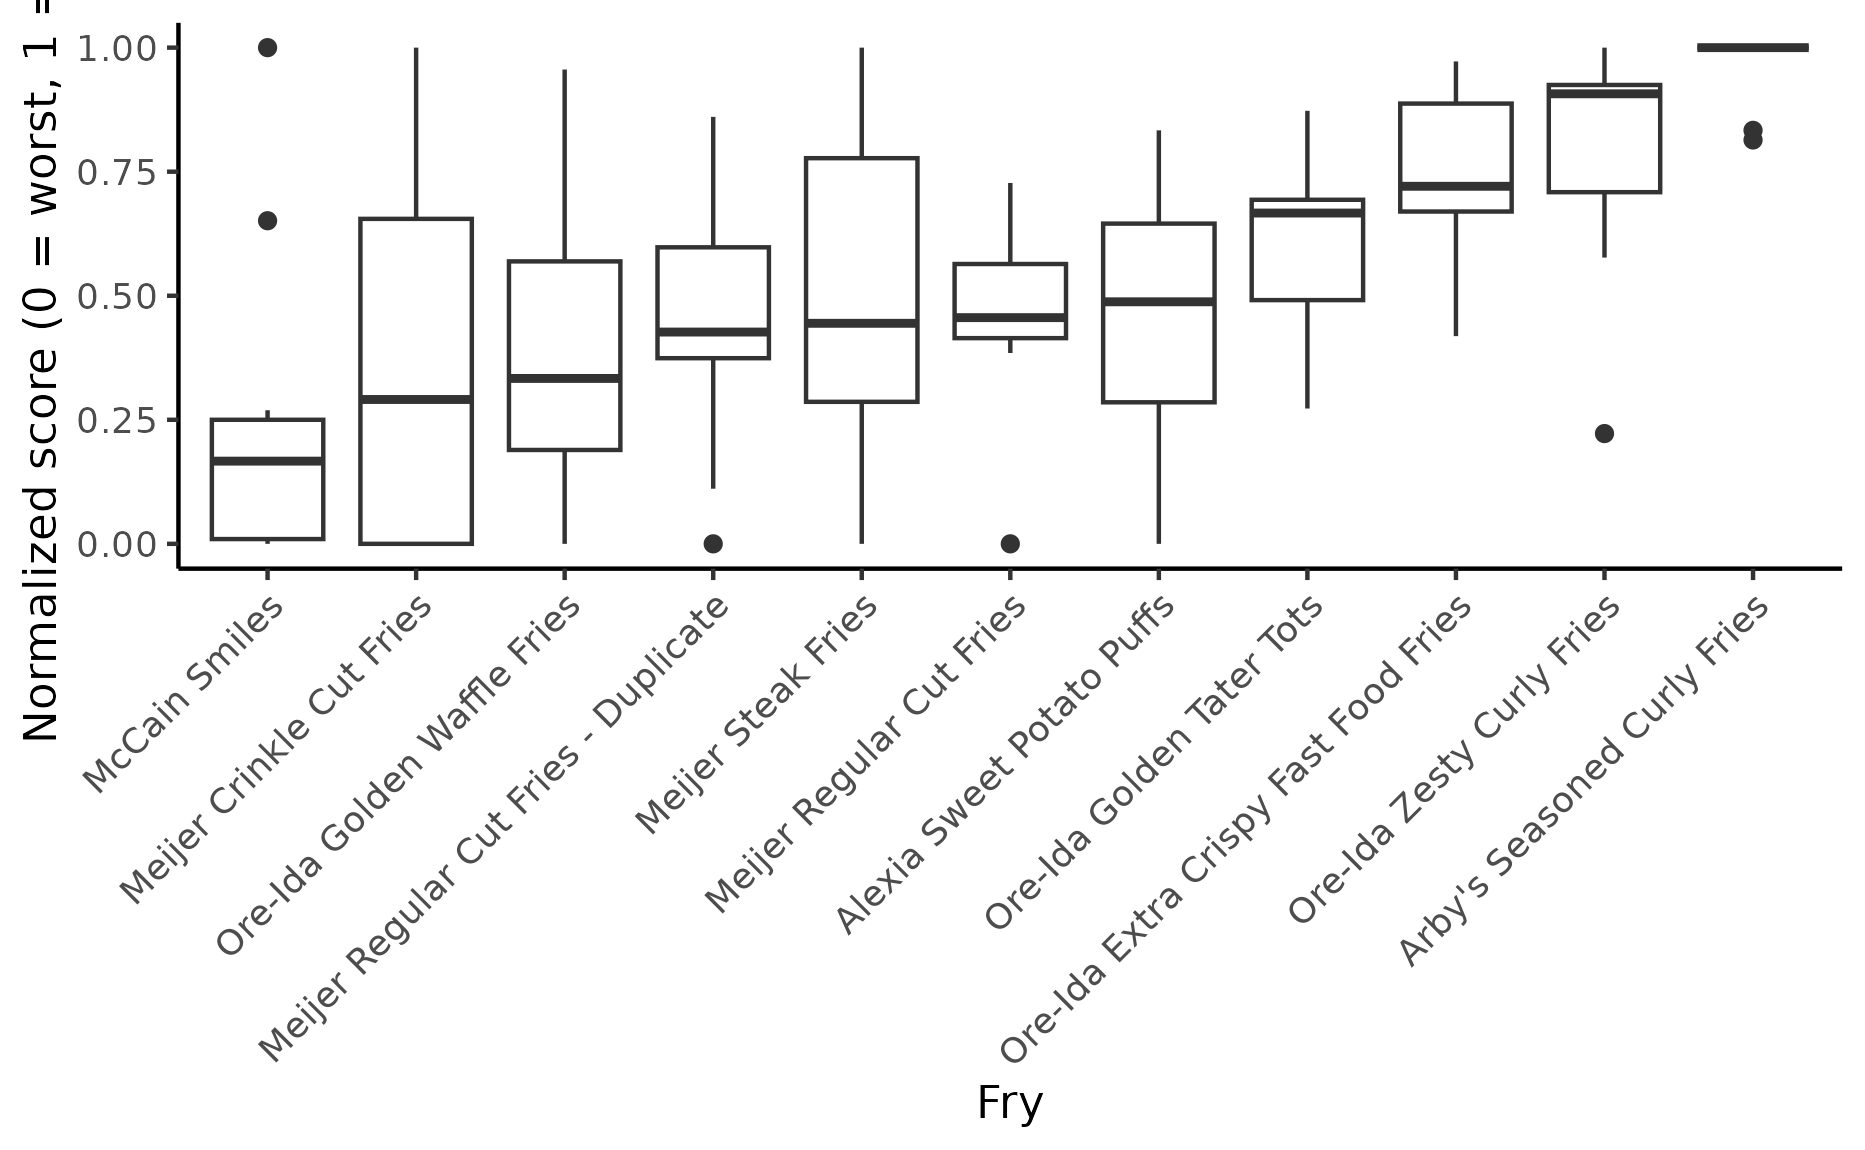 Normalized score (0 = worst, 1 =
1.00
0.75
0.50
0.25
0.00
McCain Smiles
Meijer Crinkle Cut Fries
Ore-Ida Golden Waffle Fries
Meijer Regular Cut Fries - Duplicate
Meijer Steak Fries
Meijer Regular Cut Fries
Alexia Sweet Potato Puffs
Ore-Ida Golden Tater Tots
Ore-Ida Extra Crispy Fast Food Fries
Ore-Ida Zesty Curly Fries
Arby's Seasoned Curly Fries
Fry